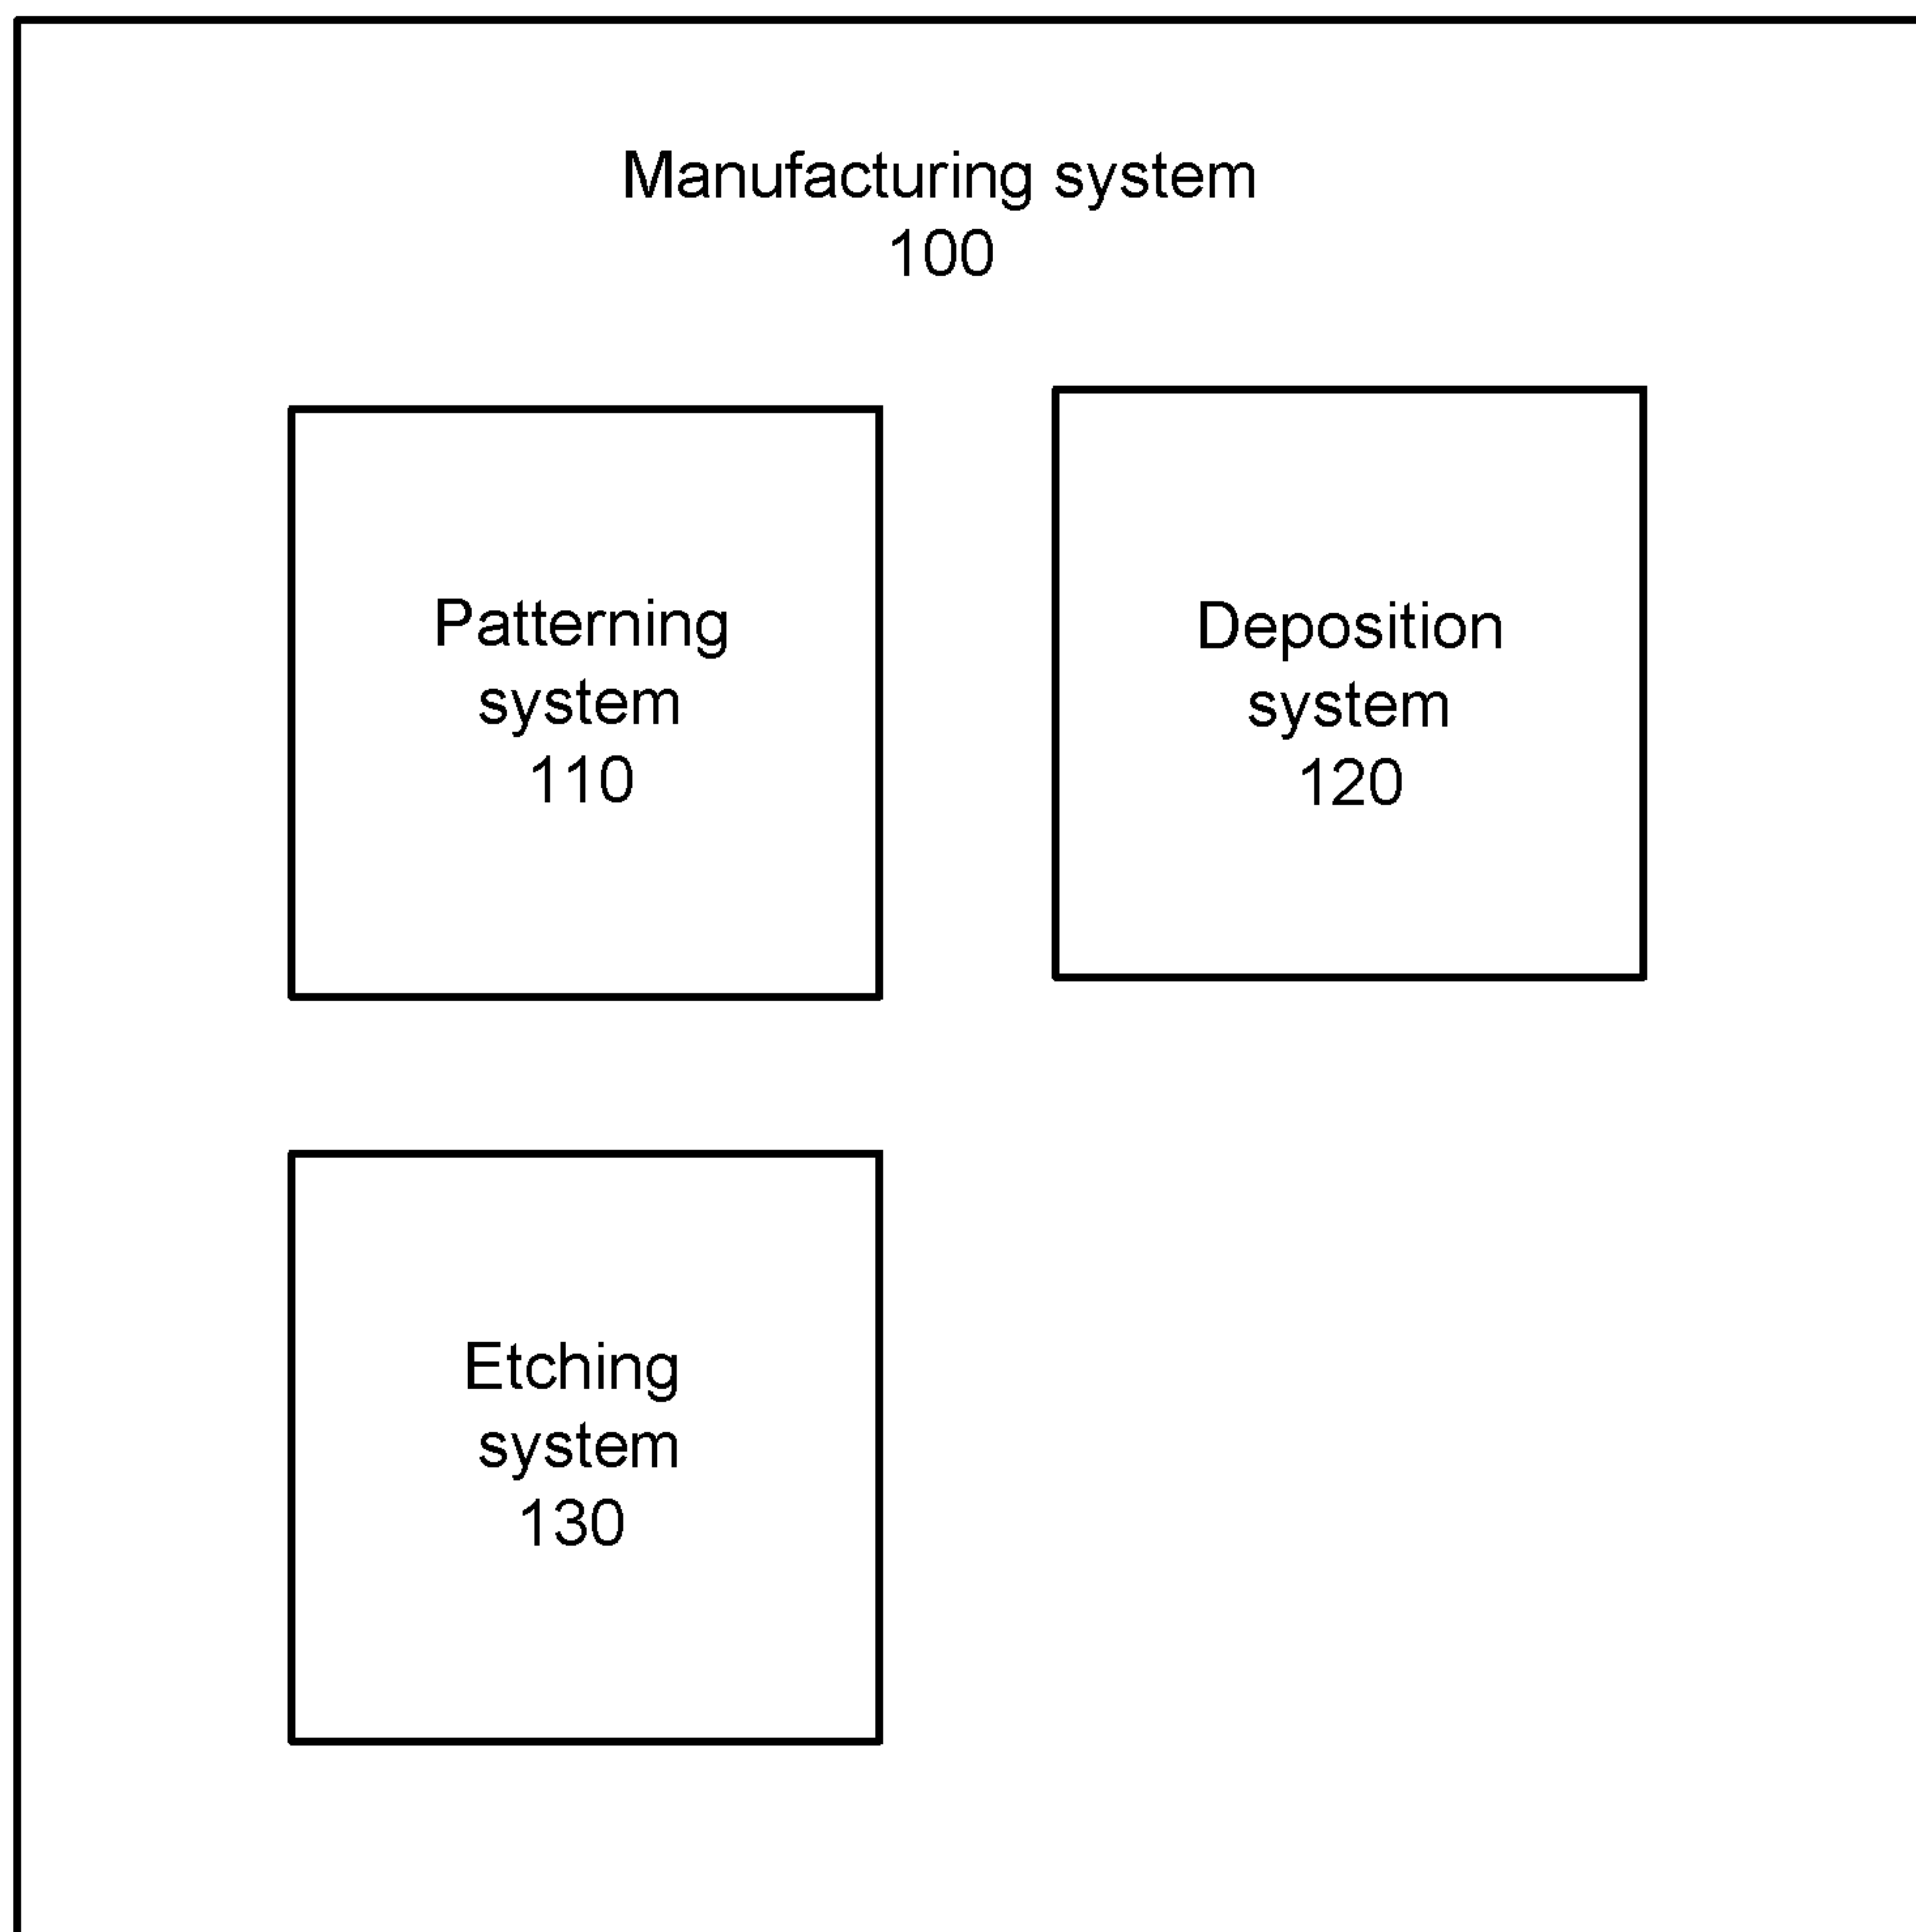 Manufacturing system
100
Patterning
system
110
Deposition
system
120
Etching
system
130